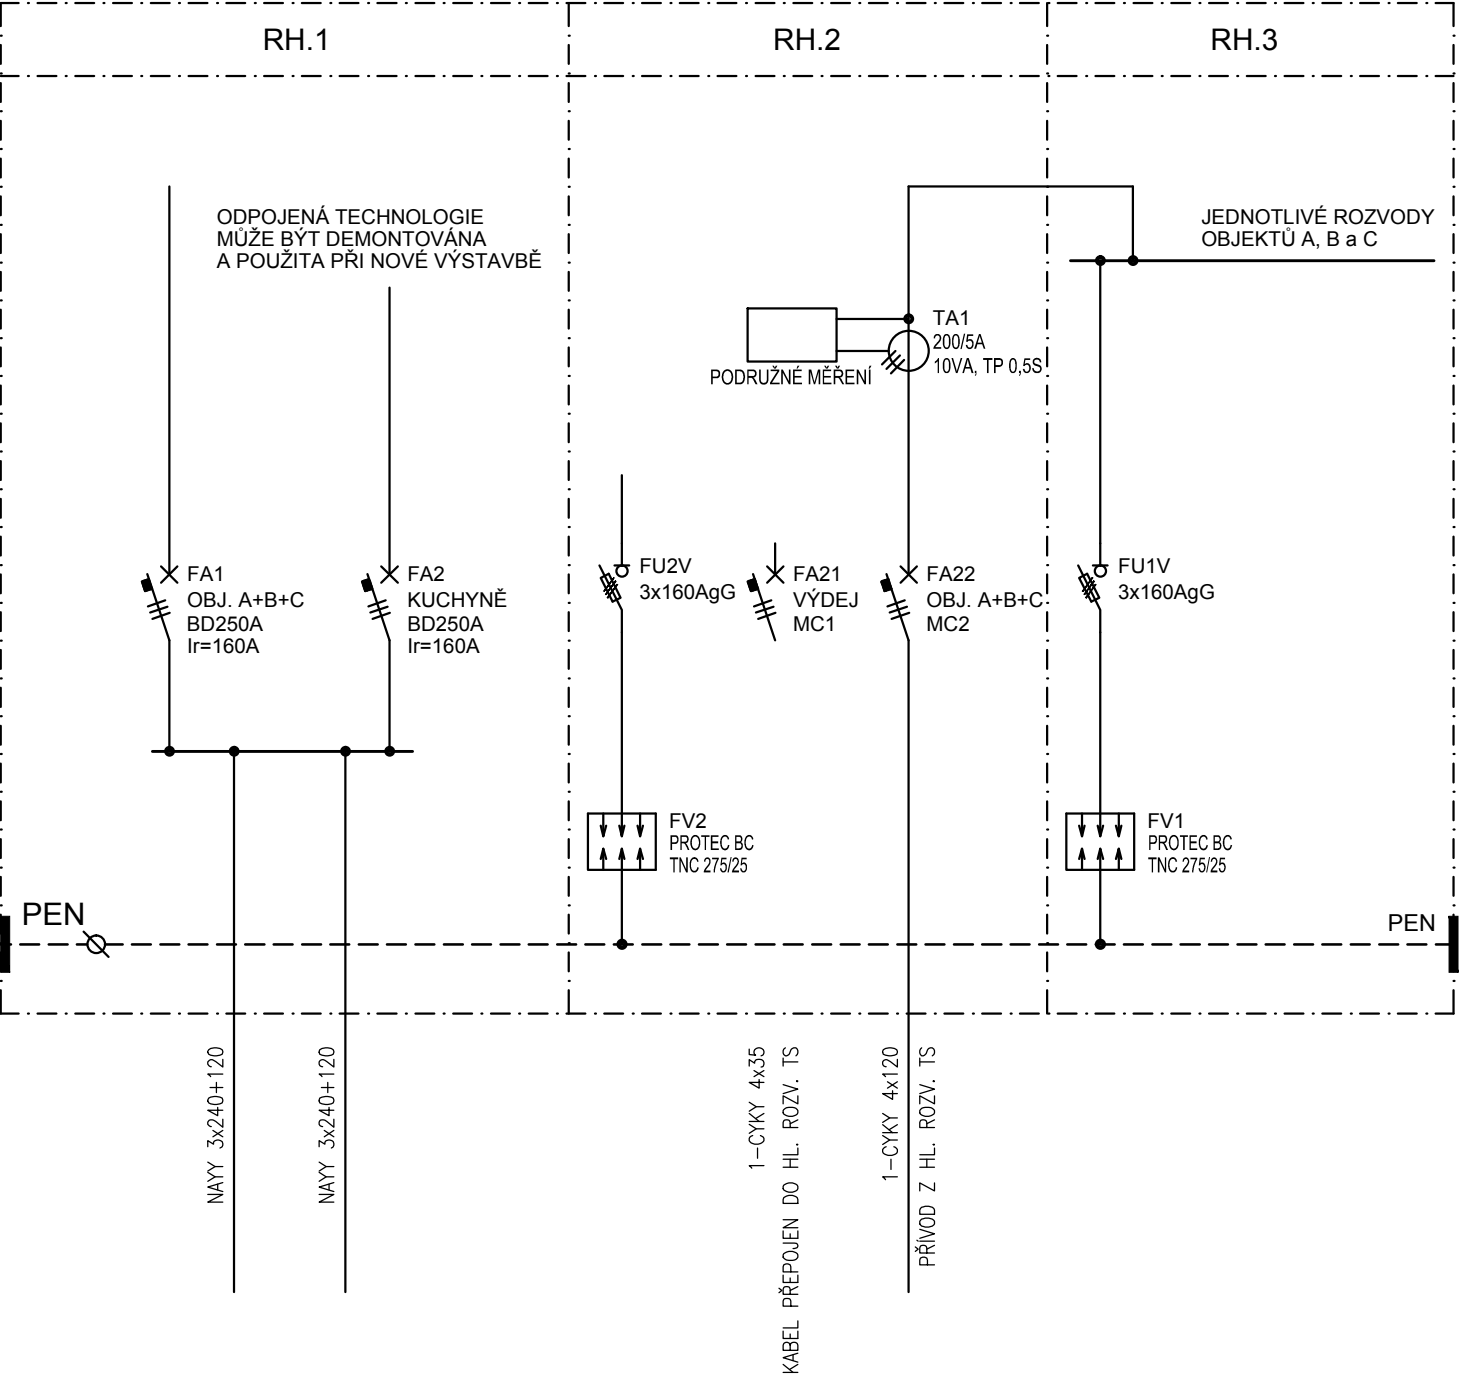 RH.1
RH.2
RH.3
ODPOJENÁ TECHNOLOGIE
MŮŽE BÝT DEMONTOVÁNA
A POUŽITA PŘI NOVÉ VÝSTAVBĚ
JEDNOTLIVÉ ROZVODY
OBJEKTŮ A, B a C
TA1
200/5A
10VA, TP 0,5S
PODRUŽNÉ MĚŘENÍ
FA1
OBJ. A+B+C
BD250A
Ir=160A
FA2
KUCHYNĚ
BD250A
Ir=160A
FU2V
3x160AgG
FA21
VÝDEJ
MC1
FA22
OBJ. A+B+C
MC2
FU1V
3x160AgG
FV2
PROTEC BC
TNC 275/25
FV1
PROTEC BC
TNC 275/25
PEN
PEN
NAYY 3x240+120
NAYY 3x240+120
1-CYKY 4x35
KABEL PŘEPOJEN DO HL. ROZV. TS
1-CYKY 4x120
PŘÍVOD Z HL. ROZV. TS